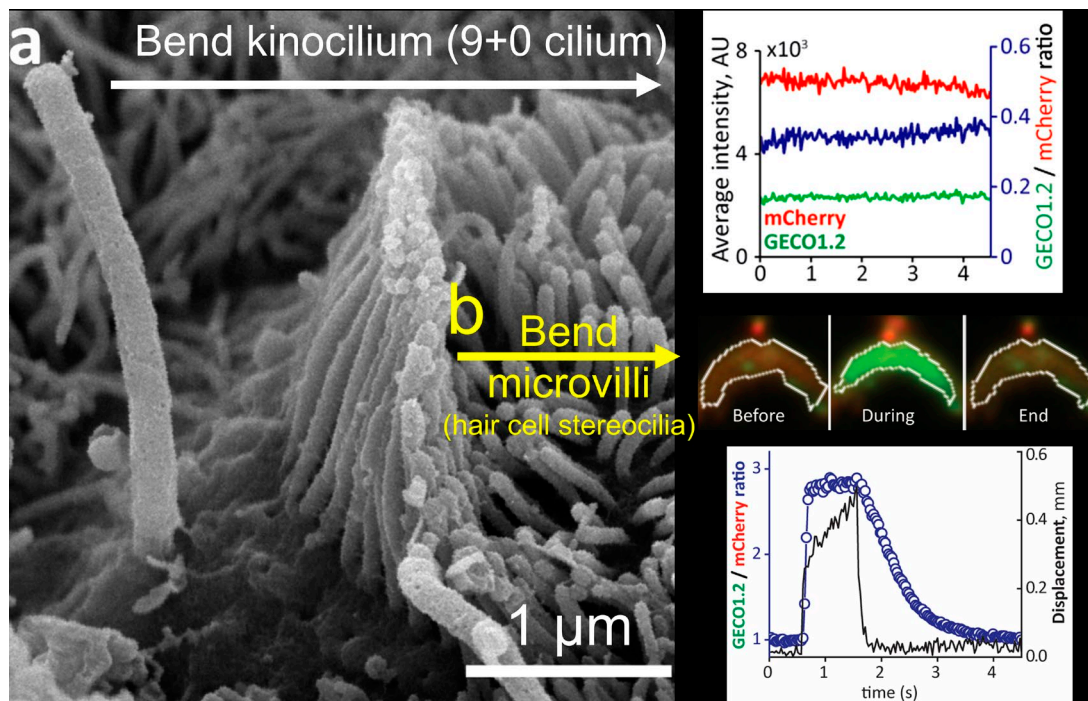 a
Bend kinocilium (9+0 cilium)
b
Bend
microvilli
(hair cell stereocilia)
1 μm
Average intensity, AU
8
4
0
x10³
mCherry
GECO1.2
0 1 2 3 4
0.6
0.4
0.2
0
GECO1.2 / mCherry ratio
Before During End
GECO1.2 / mCherry ratio
3
2
1
0 1 2 3 4
time (s)
0.6
0.4
0.2
0.0
Displacement, mm